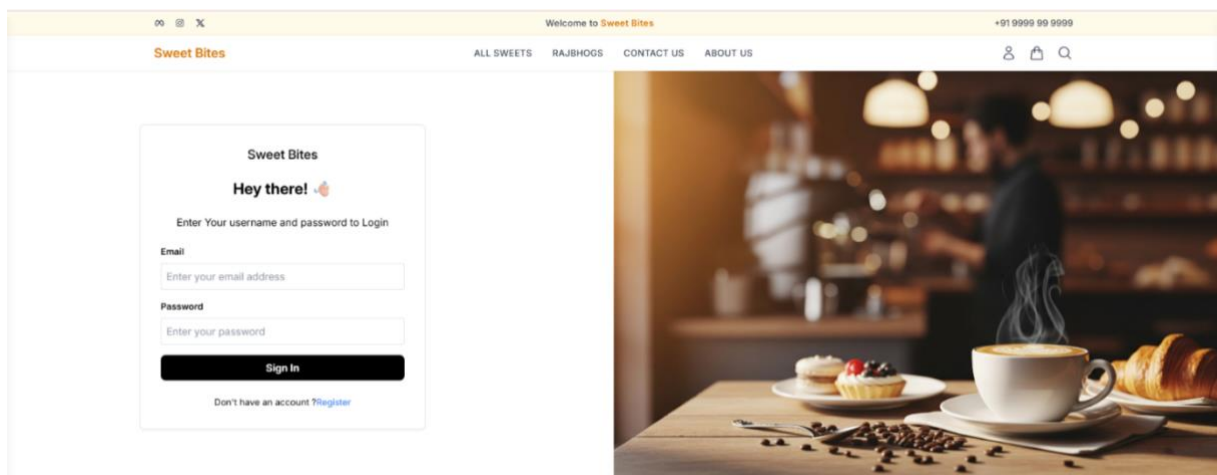 Welcome to Sweet Bites
+91 9999 99 9999
Sweet Bites
ALL SWEETS RAJBHOGS CONTACT US ABOUT US
Sweet Bites
Hey there!
Enter Your username and password to Login
Email
Enter your email address
Password
Enter your password
Sign In
Don't have an account ?Register